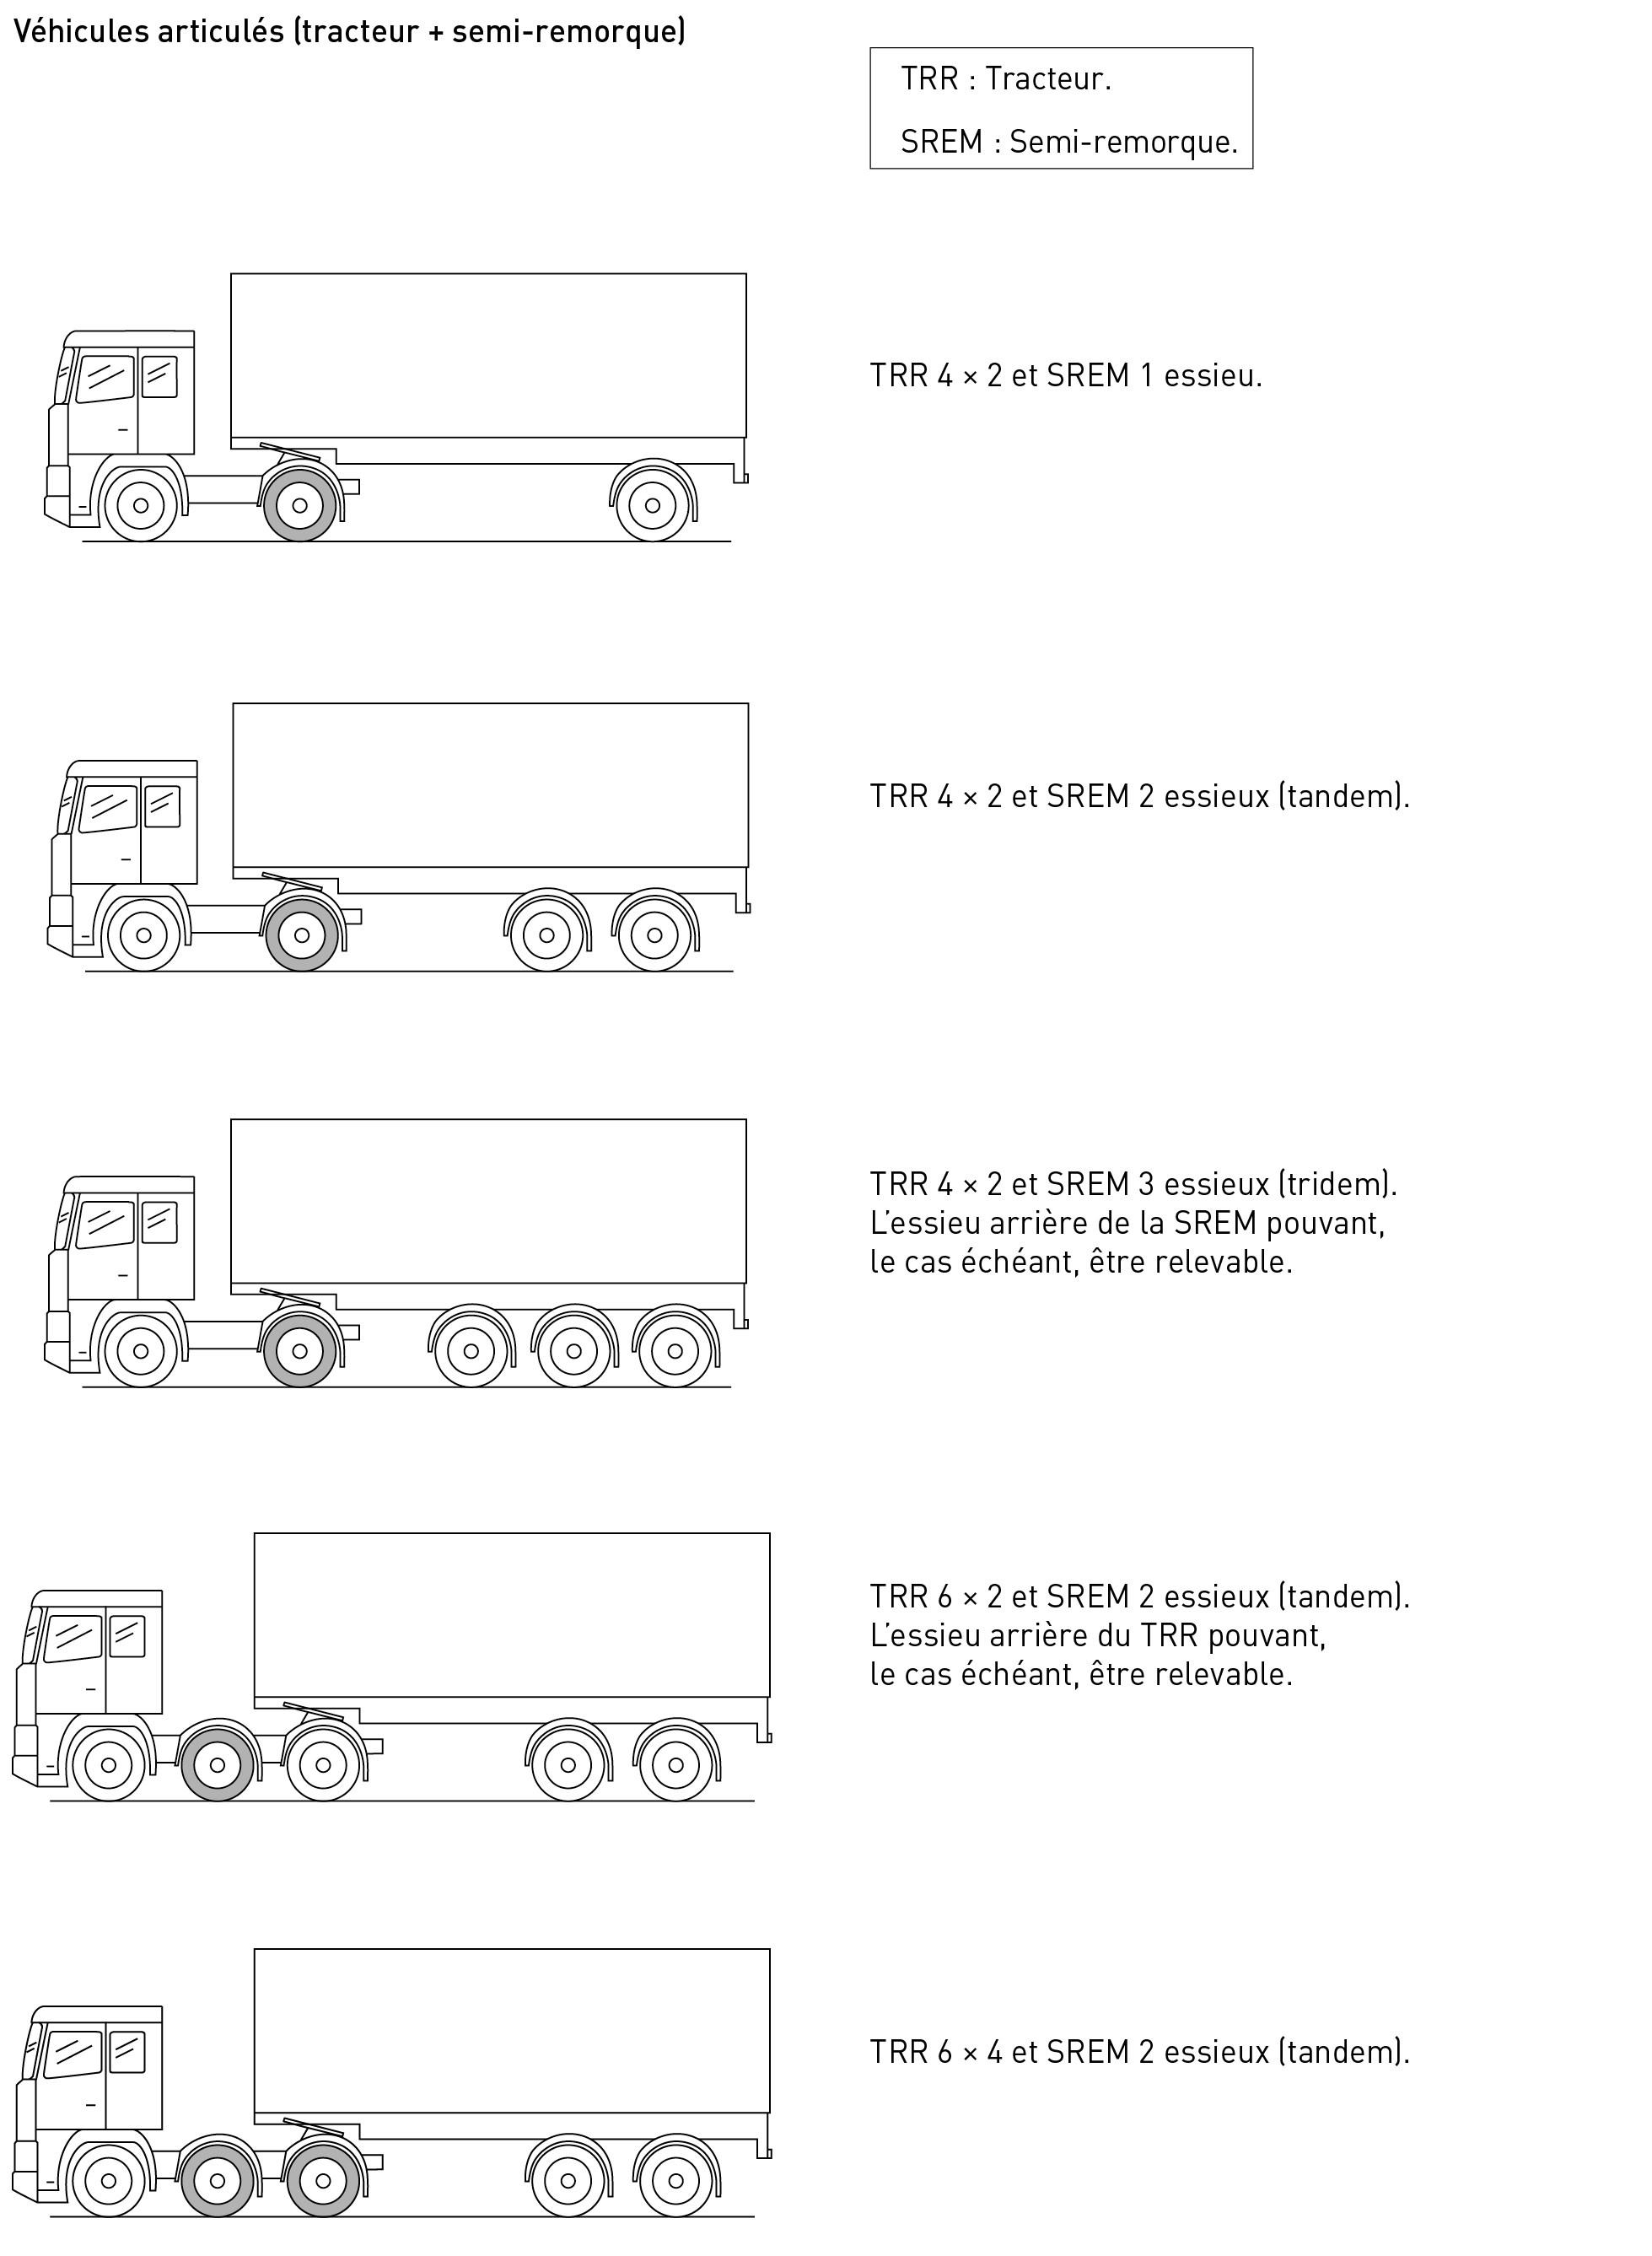 Véhicules articulés (tracteur + semi-remorque)
TRR : Tracteur.
SREM : Semi-remorque.
TRR 4 × 2 et SREM 1 essieu.
TRR 4 × 2 et SREM 2 essieux (tandem).
TRR 4 × 2 et SREM 3 essieux (tridem).
L’essieu arrière de la SREM pouvant,
le cas échéant, être relevable.
TRR 6 × 2 et SREM 2 essieux (tandem).
L’essieu arrière du TRR pouvant,
le cas échéant, être relevable.
TRR 6 × 4 et SREM 2 essieux (tandem).